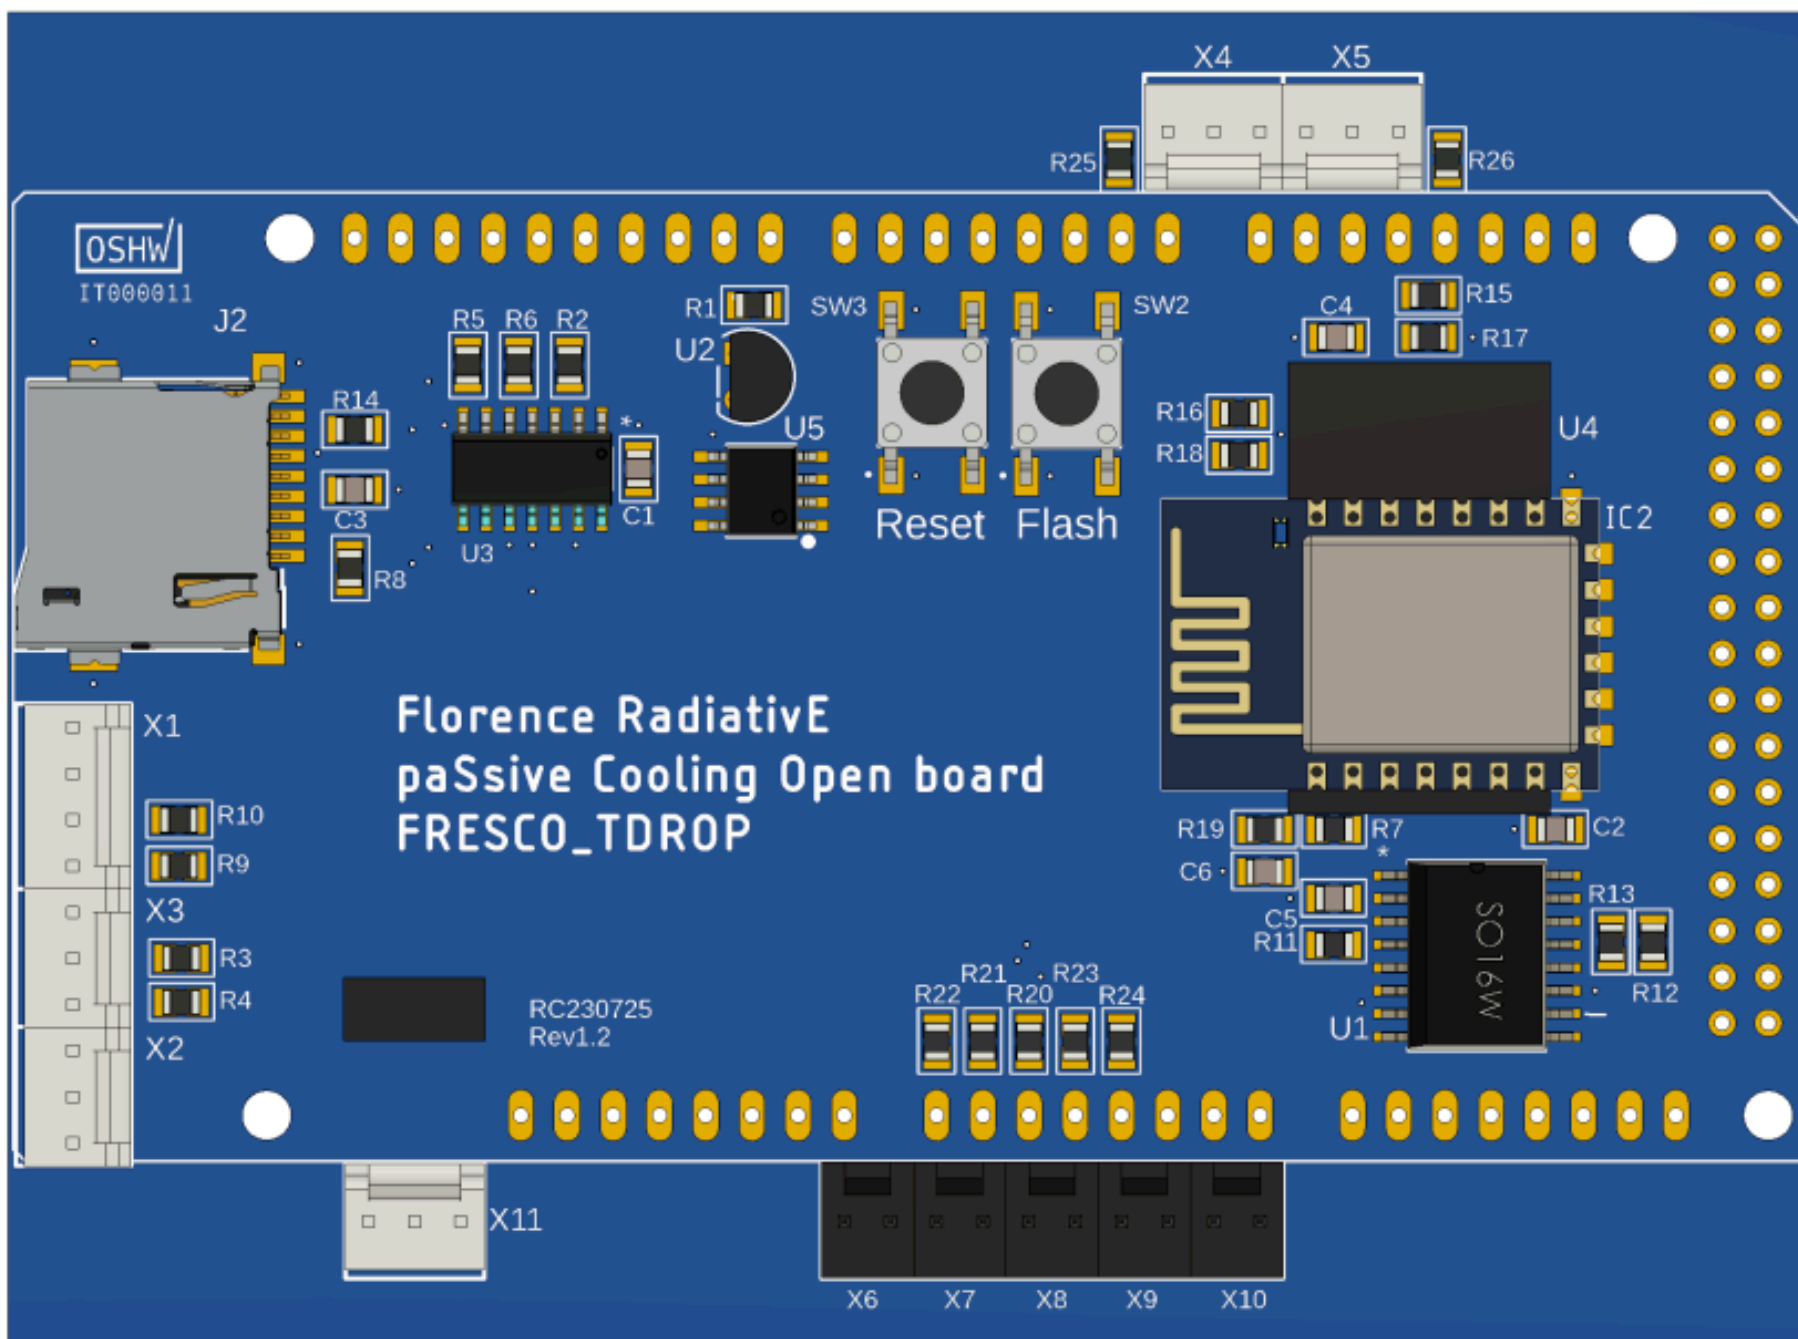 X4 X5
R25 R26
OSHW
IT000011
J2
R1 SW3 SW2
R15
C4
R17
R5 R6 R2
U2
R14
R16
U5
U4
*
R18
C3
C1
Reset Flash
IC2
U3
R8
Florence RadiativE
paSsive Cooling Open board
FRESCO_TDROP
X1
R10
R9
X3
R3
R4
X2
R19 R7 C2
*
C6
C5
R11
R13
SO16W
R12
U1
RC230725
Rev1.2
R21 R23
R22 R20 R24
X11
X6 X7 X8 X9 X10